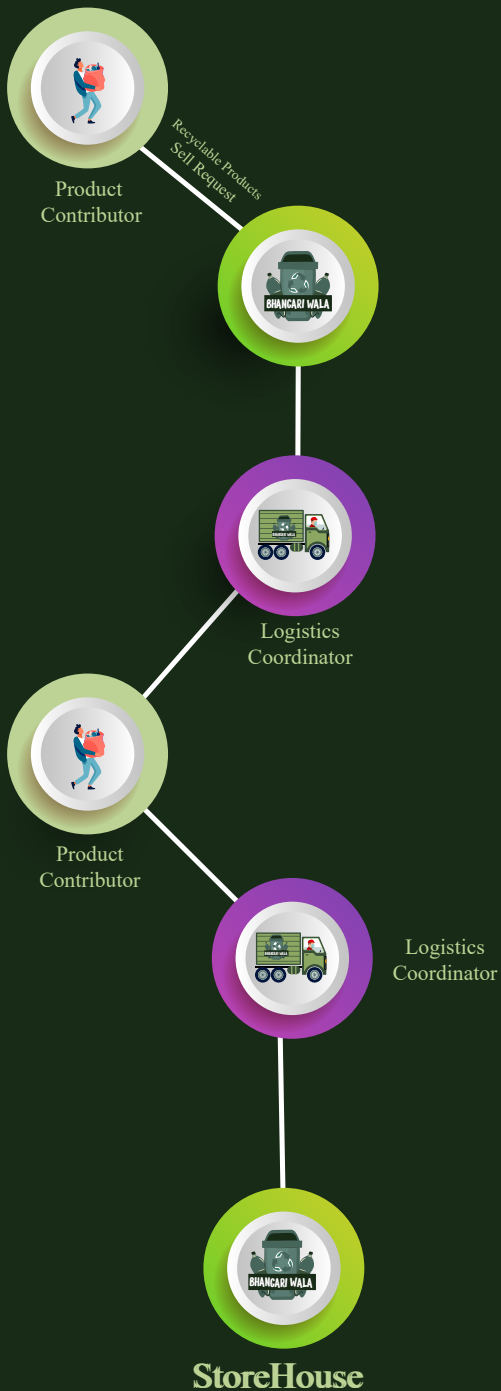 Recyclable Products
Sell Request
Product
Contributor
BHANGARI WALA
BHANGARI WALA
Logistics
Coordinator
Product
Contributor
BHANGARI WALA
Logistics
Coordinator
BHANGARI WALA
StoreHouse